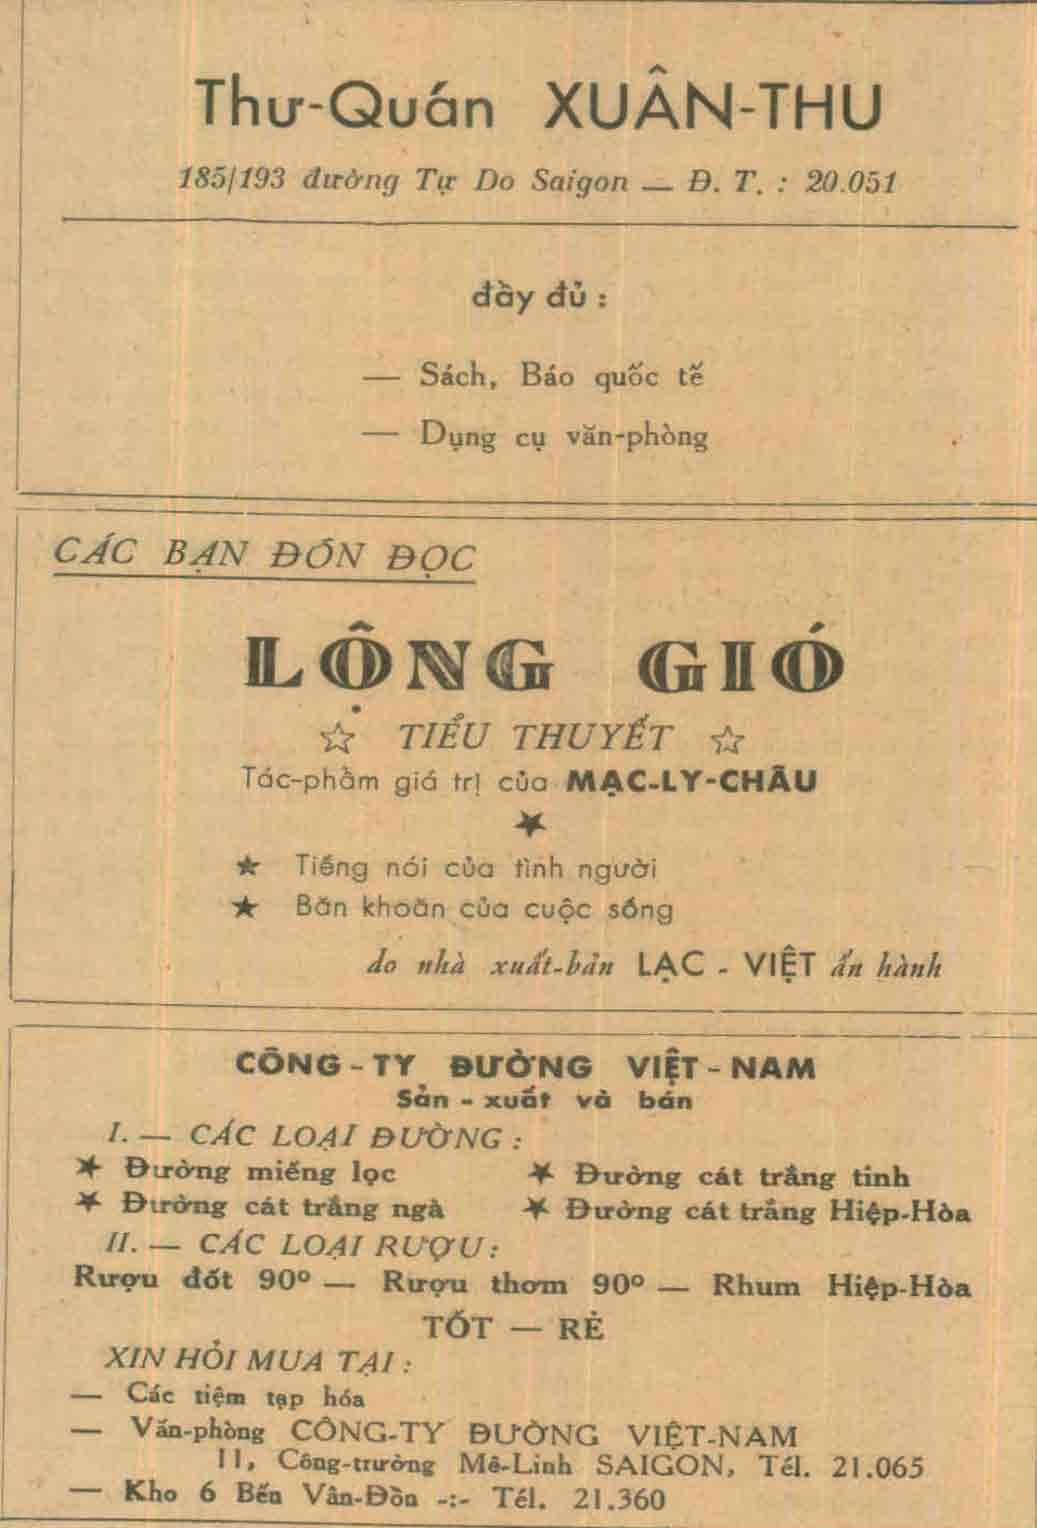 Thư-Quán XUÂN-THU
185/193 đường Tự Do Saigon — Đ. T. : 20.051
đầy đủ :
— Sách, Báo quốc tế
— Dụng cụ văn-phòng
CÁC BẠN ĐÓN ĐỌC
LỘNG GIÓ
☆ TIỂU THUYẾT ☆
Tác-phẩm giá trị của MẠC-LY-CHÂU
★
★ Tiếng nói của tình người
★ Băn khoăn của cuộc sống
do nhà xuất-bản LẠC - VIỆT ấn hành
CÔNG - TY ĐƯỜNG VIỆT - NAM
Sản - xuất và bán
I. — CÁC LOẠI ĐƯỜNG :
★ Đường miếng lọc ★ Đường cát trắng tinh
★ Đường cát trắng ngà ★ Đường cát trắng Hiệp-Hòa
II. — CÁC LOẠI RƯỢU :
Rượu đốt 90° — Rượu thơm 90° — Rhum Hiệp-Hòa
TỐT — RẺ
XIN HỎI MUA TẠI :
— Các tiệm tạp hóa
— Văn-phòng CÔNG-TY ĐƯỜNG VIỆT-NAM
11, Công-trường Mê-Linh SAIGON, Tél. 21.065
— Kho 6 Bến Vân-Đồn -:- Tél. 21.360